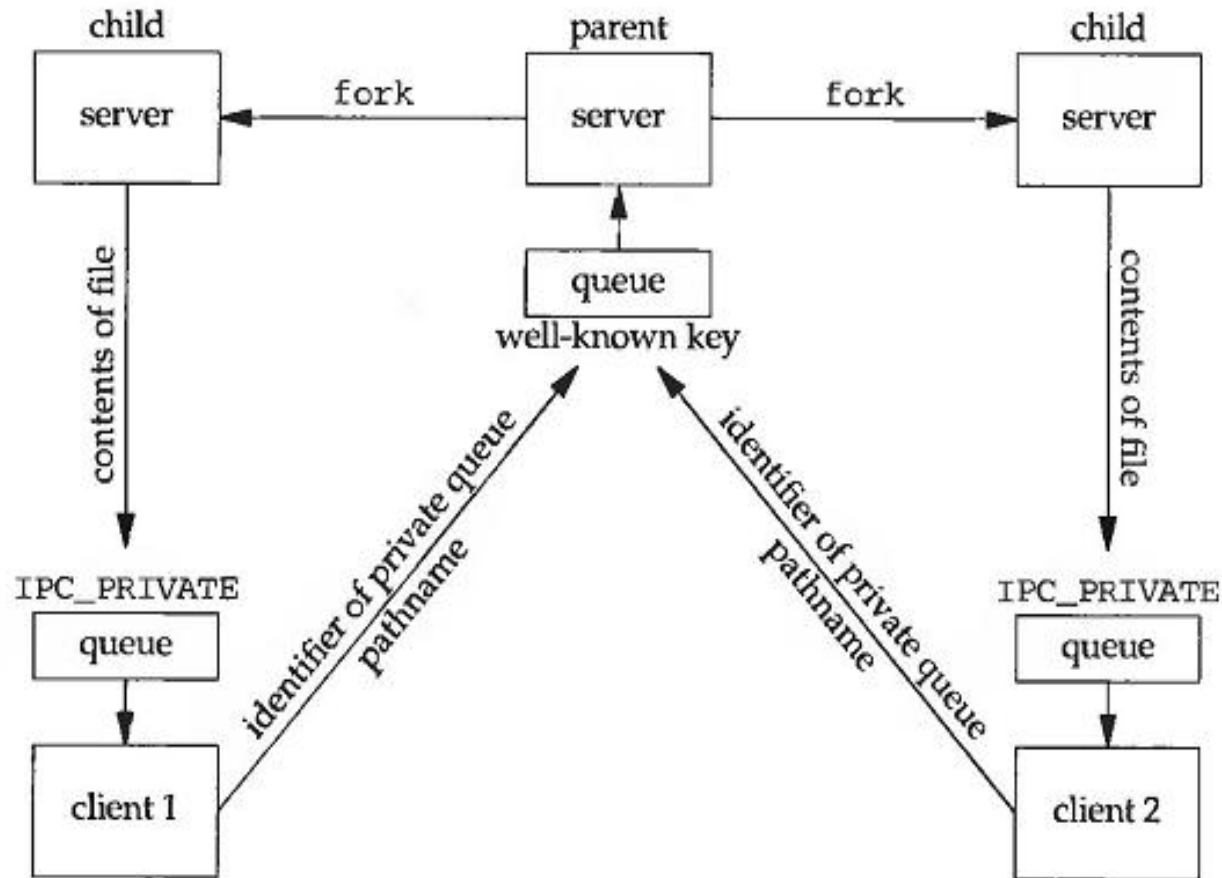 child
parent
child
server
fork
server
fork
server
contents of file
queue
well-known key
contents of file
identifier of private queue
pathname
identifier of private queue
pathname
IPC_PRIVATE
queue
IPC_PRIVATE
queue
client 1
client 2